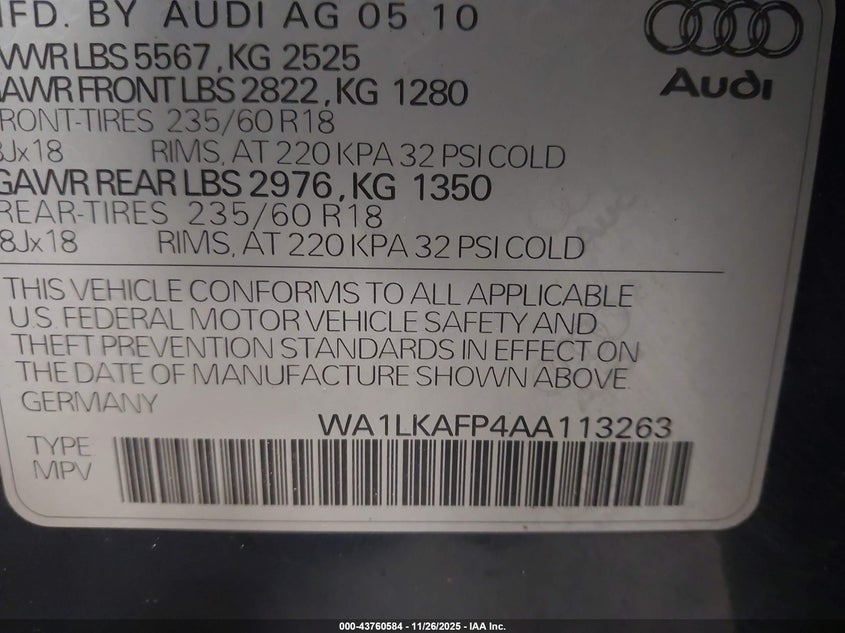 MFD. BY AUDI AG 05 10
Audi
GVWR LBS 5567, KG 2525
GAWR FRONT LBS 2822, KG 1280
FRONT-TIRES 235/60 R18
8Jx18 RIMS, AT 220 KPA 32 PSI COLD
GAWR REAR LBS 2976, KG 1350
REAR-TIRES 235/60 R18
8Jx18 RIMS, AT 220 KPA 32 PSI COLD
THIS VEHICLE CONFORMS TO ALL APPLICABLE
U.S. FEDERAL MOTOR VEHICLE SAFETY AND
THEFT PREVENTION STANDARDS IN EFFECT ON
THE DATE OF MANUFACTURE SHOWN ABOVE.
GERMANY
WA1LKAFP4AA113263
TYPE
MPV
000-43760584 - 11/26/2025 - IAA Inc.